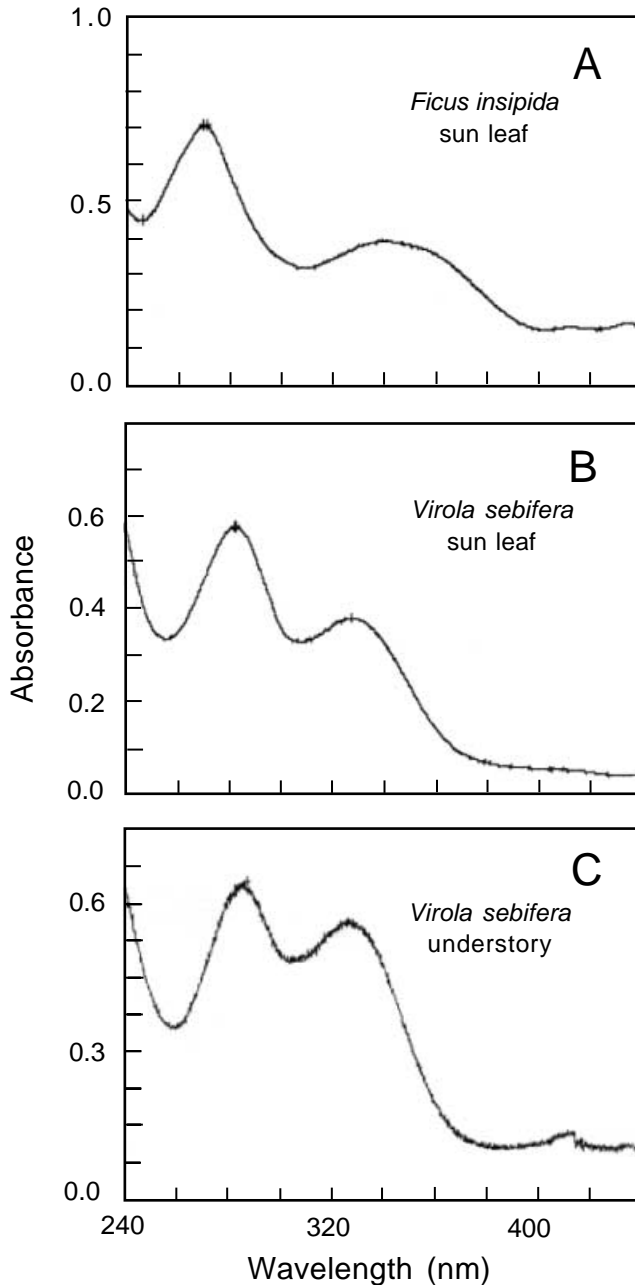 1.0
A
Ficus insipida
sun leaf
0.5
0.0
B
Virola sebifera
sun leaf
0.6
0.4
0.2
0.0
Absorbance
C
Virola sebifera
understory
0.6
0.3
0.0
240 320 400
Wavelength (nm)